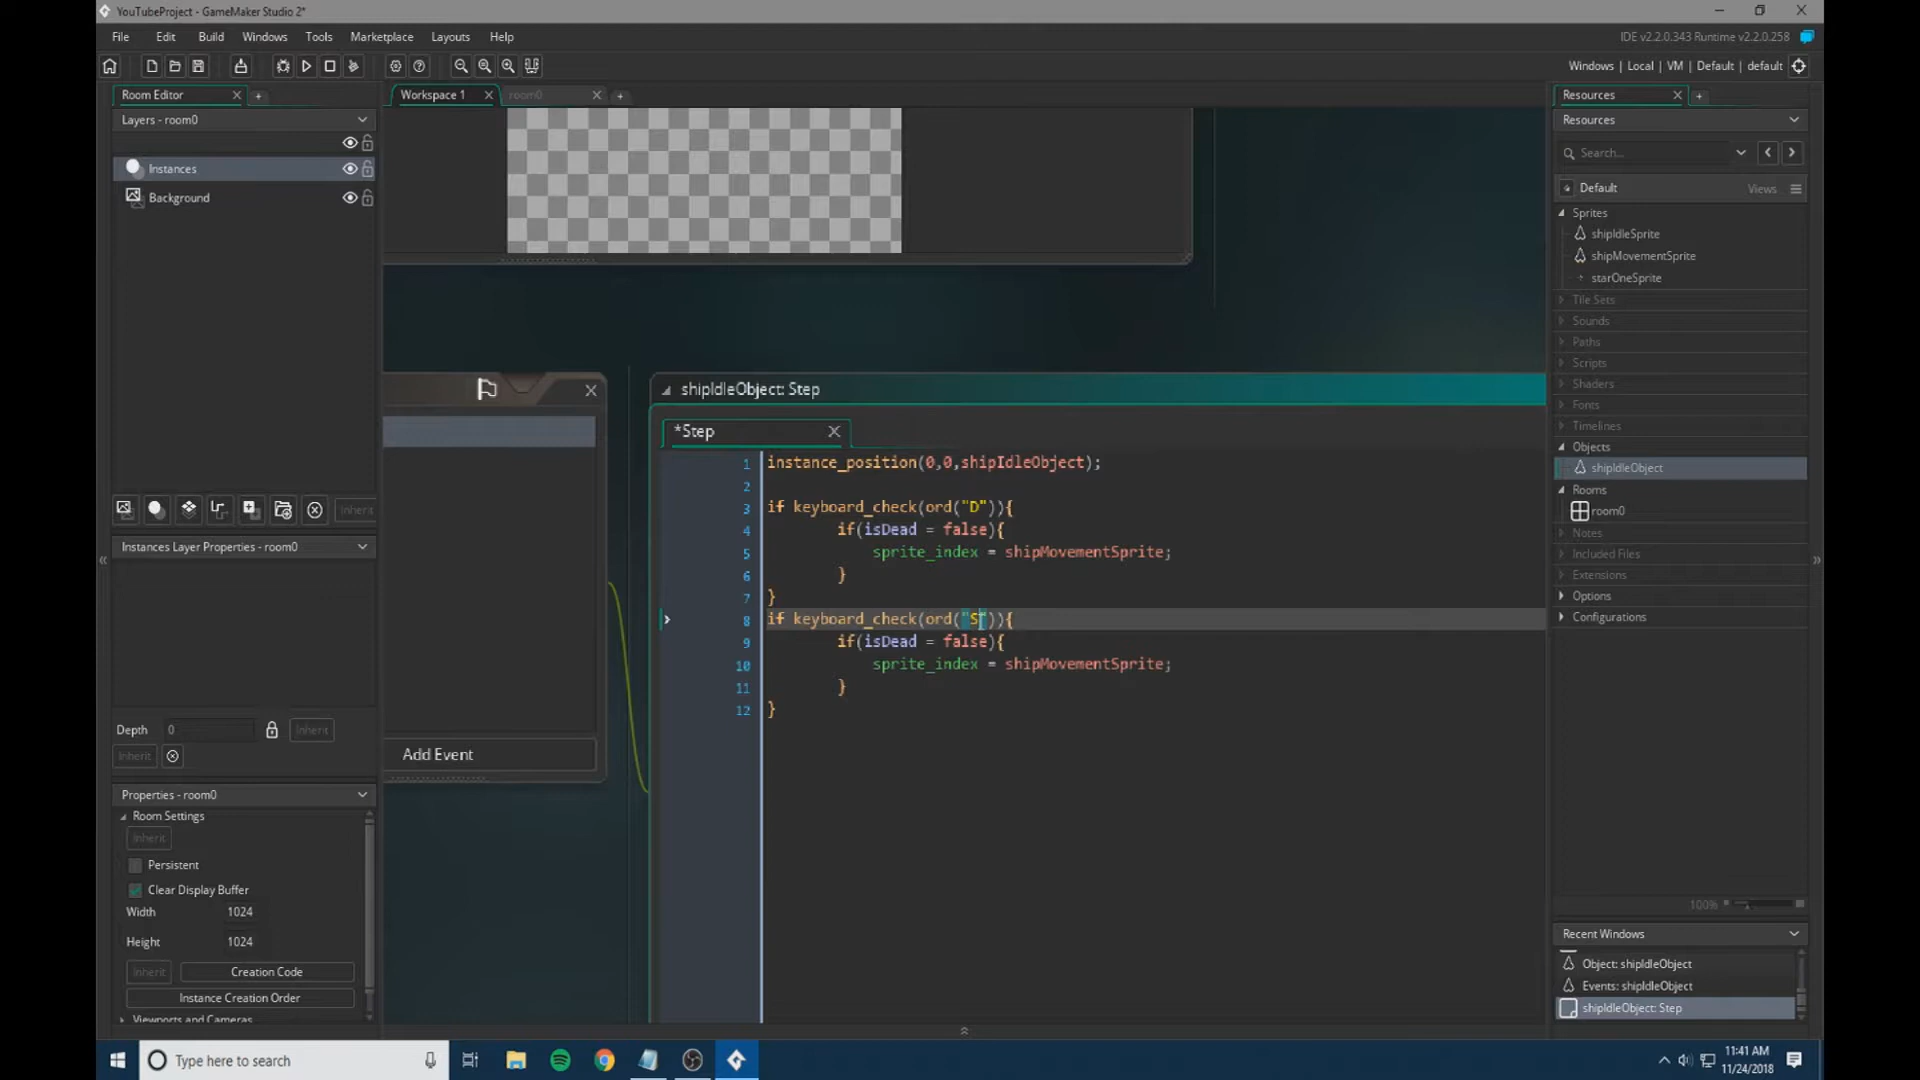 YouTubeProject - GameMaker Studio 2*
File Edit Build Windows Tools Marketplace Layouts Help
IDE v2.2.0.343 Runtime v2.2.0.258
Windows | Local | VM | Default | default
Room Editor
Workspace 1
room0
Resources
Layers - room0
Resources
Instances
Search...
Background
Default
Views
Sprites
shipIdleSprite
shipMovementSprite
starOneSprite
Tile Sets
Sounds
Paths
Scripts
Shaders
Fonts
Timelines
Objects
shipIdleObject
Rooms
room0
Notes
Included Files
Extensions
Options
Configurations
shipIdleObject: Step
*Step
1 instance_position(0,0,shipIdleObject);
2
3 if keyboard_check(ord("D")){
4 if(isDead = false){
5 sprite_index = shipMovementSprite;
6 }
7 }
8 if keyboard_check(ord("S")){
9 if(isDead = false){
10 sprite_index = shipMovementSprite;
11 }
12 }
Add Event
Inherit
Instances Layer Properties - room0
Depth 0 Inherit
Inherit
Properties - room0
Room Settings
Inherit
Persistent
Clear Display Buffer
Width 1024
Height 1024
Inherit Creation Code
Instance Creation Order
Viewports and Cameras
100%
Recent Windows
Object: shipIdleObject
Events: shipIdleObject
shipIdleObject: Step
Type here to search
11:41 AM
11/24/2018